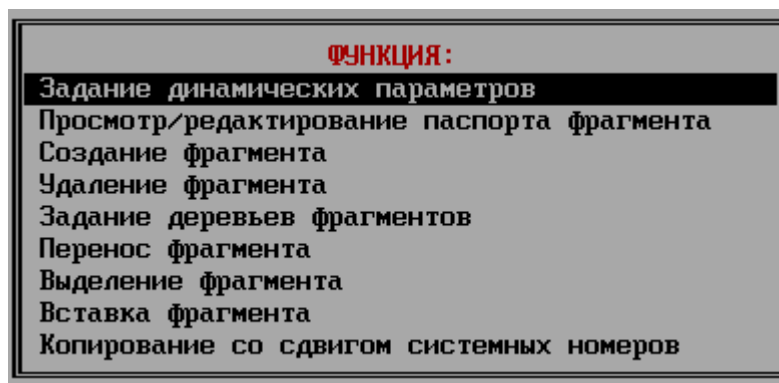 ФУНКЦИЯ:
Задание динамических параметров
Просмотр/редактирование паспорта фрагмента
Создание фрагмента
Удаление фрагмента
Задание деревьев фрагментов
Перенос фрагмента
Выделение фрагмента
Вставка фрагмента
Копирование со сдвигом системных номеров